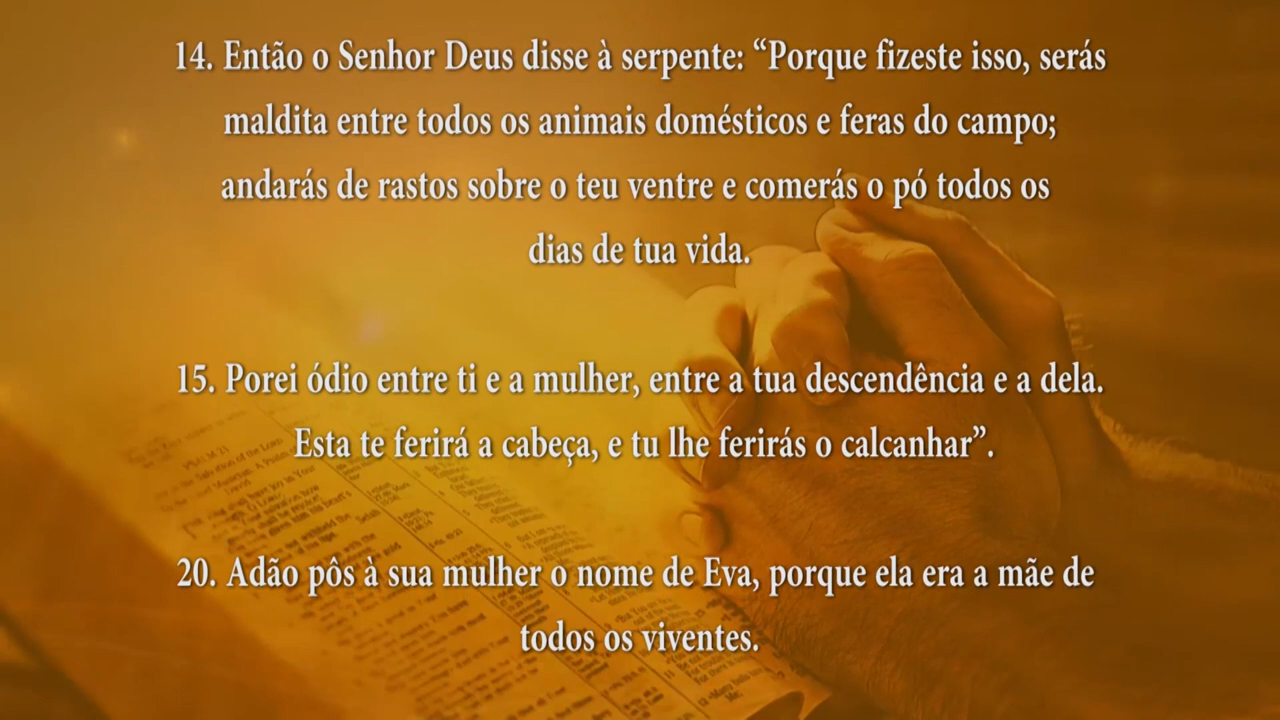 14. Então o Senhor Deus disse à serpente: “Porque fizeste isso, serás
maldita entre todos os animais domésticos e feras do campo;
andarás de rastos sobre o teu ventre e comerás o pó todos os
dias de tua vida.
15. Porei ódio entre ti e a mulher, entre a tua descendência e a dela.
Esta te ferirá a cabeça, e tu lhe ferirás o calcanhar”.
20. Adão pôs à sua mulher o nome de Eva, porque ela era a mãe de
todos os viventes.